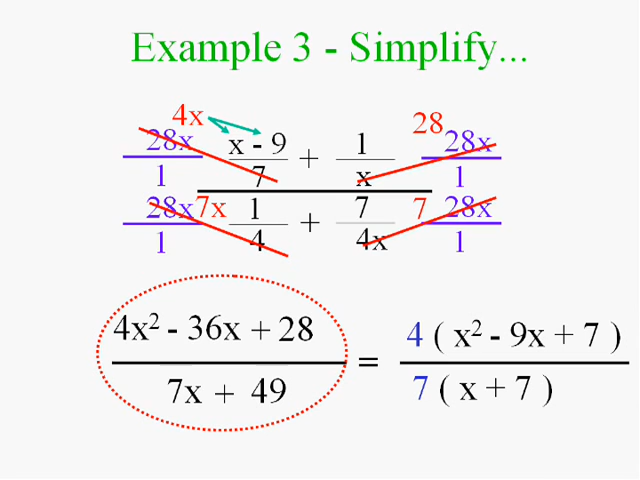 Example 3 - Simplify...
4x 28
28x/1 x - 9/7 + 1/x 28x/1
28x/1 7x 1/4 + 7/4x 7 28x/1
4x² - 36x + 28 4 ( x² - 9x + 7 )
=
7x + 49 7 ( x + 7 )